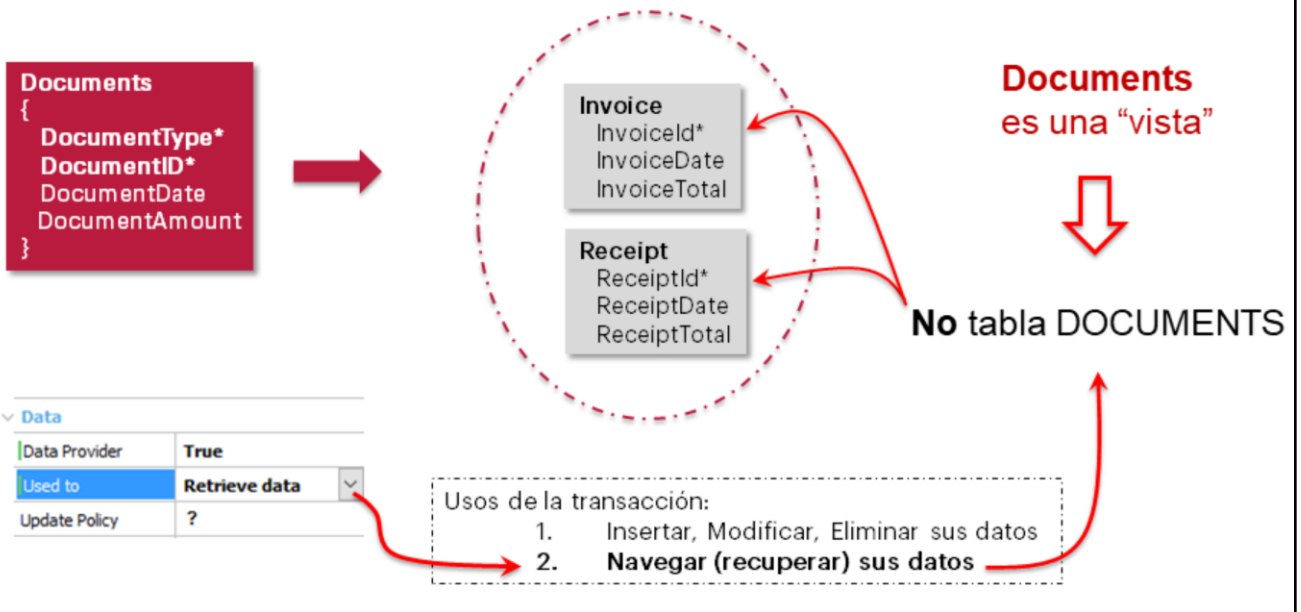 Documents
{
DocumentType*
DocumentID*
DocumentDate
DocumentAmount
}
Invoice
InvoiceId*
InvoiceDate
InvoiceTotal
Receipt
ReceiptId*
ReceiptDate
ReceiptTotal
Documents
es una “vista”
No tabla DOCUMENTS
Data
Data Provider True
Used to Retrieve data
Update Policy ?
Usos de la transacción:
1. Insertar, Modificar, Eliminar sus datos
2. Navegar (recuperar) sus datos